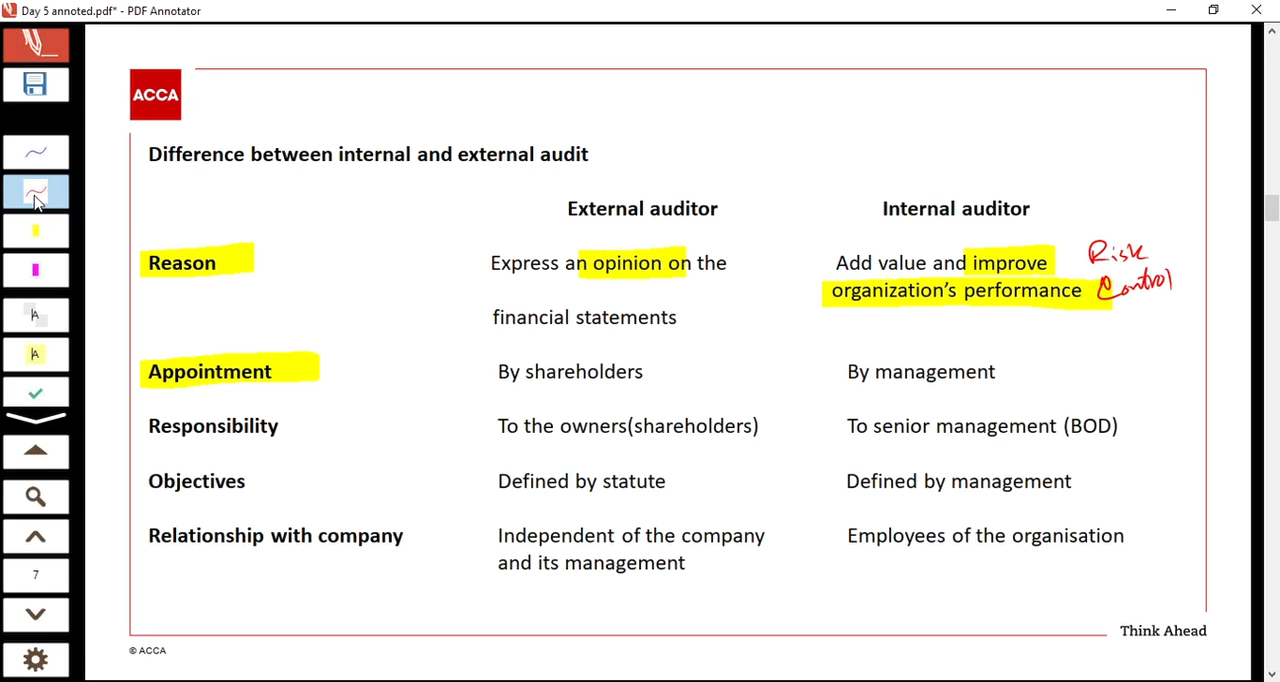 Day 5 annoted.pdf* - PDF Annotator
ACCA
Difference between internal and external audit
External auditor Internal auditor
Reason Express an opinion on the Add value and improve Risk
organization's performance Control
financial statements
Appointment By shareholders By management
Responsibility To the owners(shareholders) To senior management (BOD)
Objectives Defined by statute Defined by management
Relationship with company Independent of the company Employees of the organisation
and its management
Think Ahead
© ACCA
A
A
7